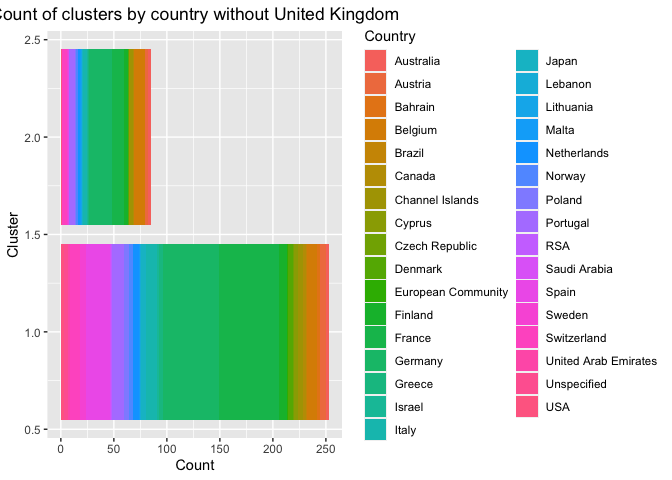 Count of clusters by country without United Kingdom
2.5
2.0
1.5
1.0
0.5
Cluster
0
50
100
150
200
250
Count
Country
Australia
Austria
Bahrain
Belgium
Brazil
Canada
Channel Islands
Cyprus
Czech Republic
Denmark
European Community
Finland
France
Germany
Greece
Israel
Italy
Japan
Lebanon
Lithuania
Malta
Netherlands
Norway
Poland
Portugal
RSA
Saudi Arabia
Spain
Sweden
Switzerland
United Arab Emirates
Unspecified
USA